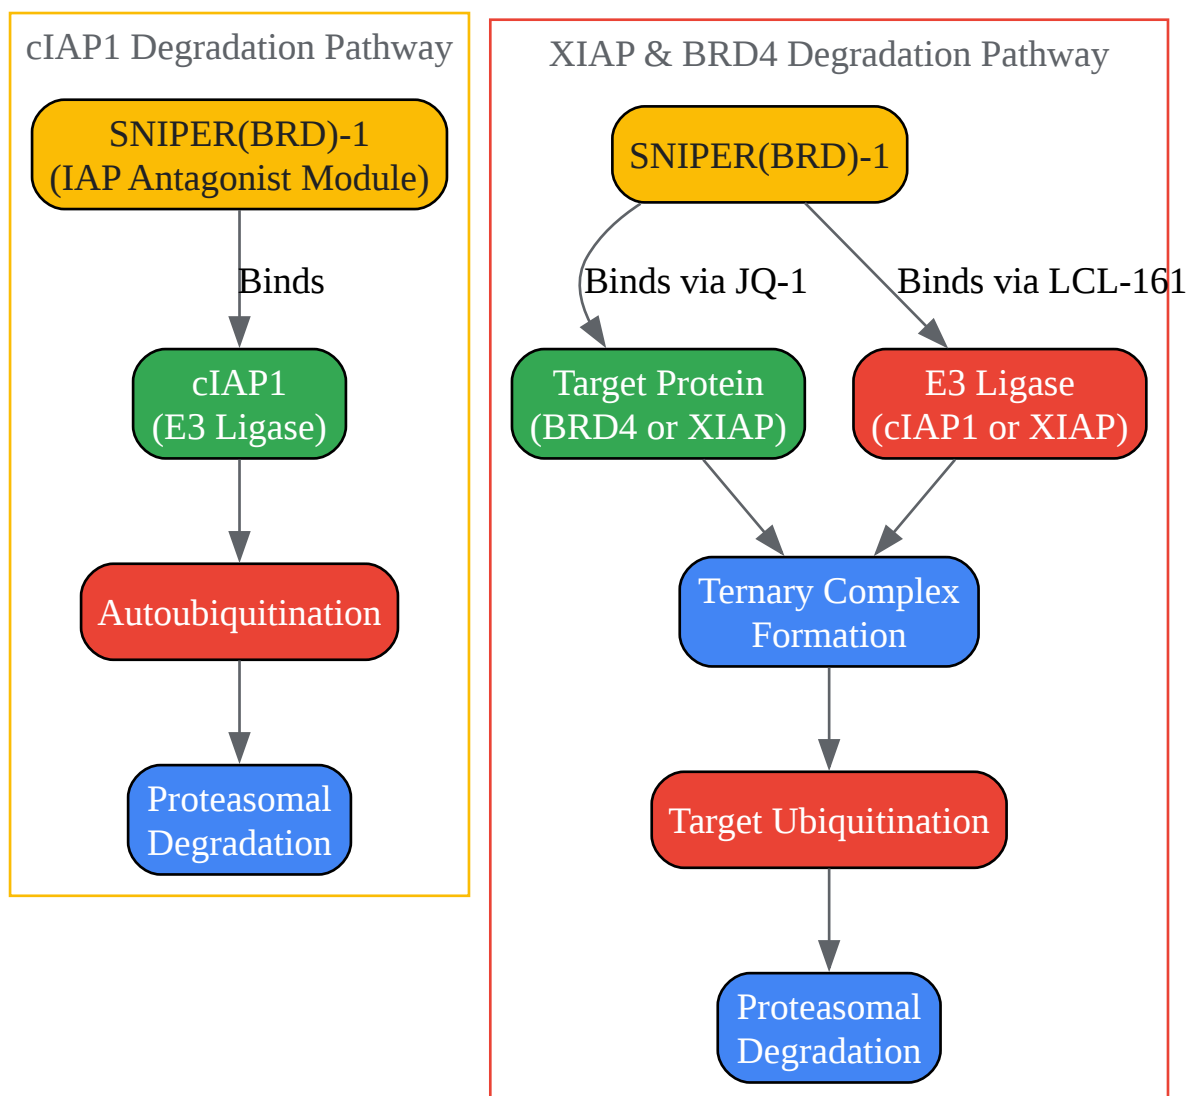 cIAP1 Degradation Pathway
SNIPER(BRD)-1
(IAP Antagonist Module)
Binds
cIAP1
(E3 Ligase)
Autoubiquitination
Proteasomal
Degradation
XIAP & BRD4 Degradation Pathway
SNIPER(BRD)-1
Binds via JQ-1
Binds via LCL-161
Target Protein
(BRD4 or XIAP)
E3 Ligase
(cIAP1 or XIAP)
Ternary Complex
Formation
Target Ubiquitination
Proteasomal
Degradation